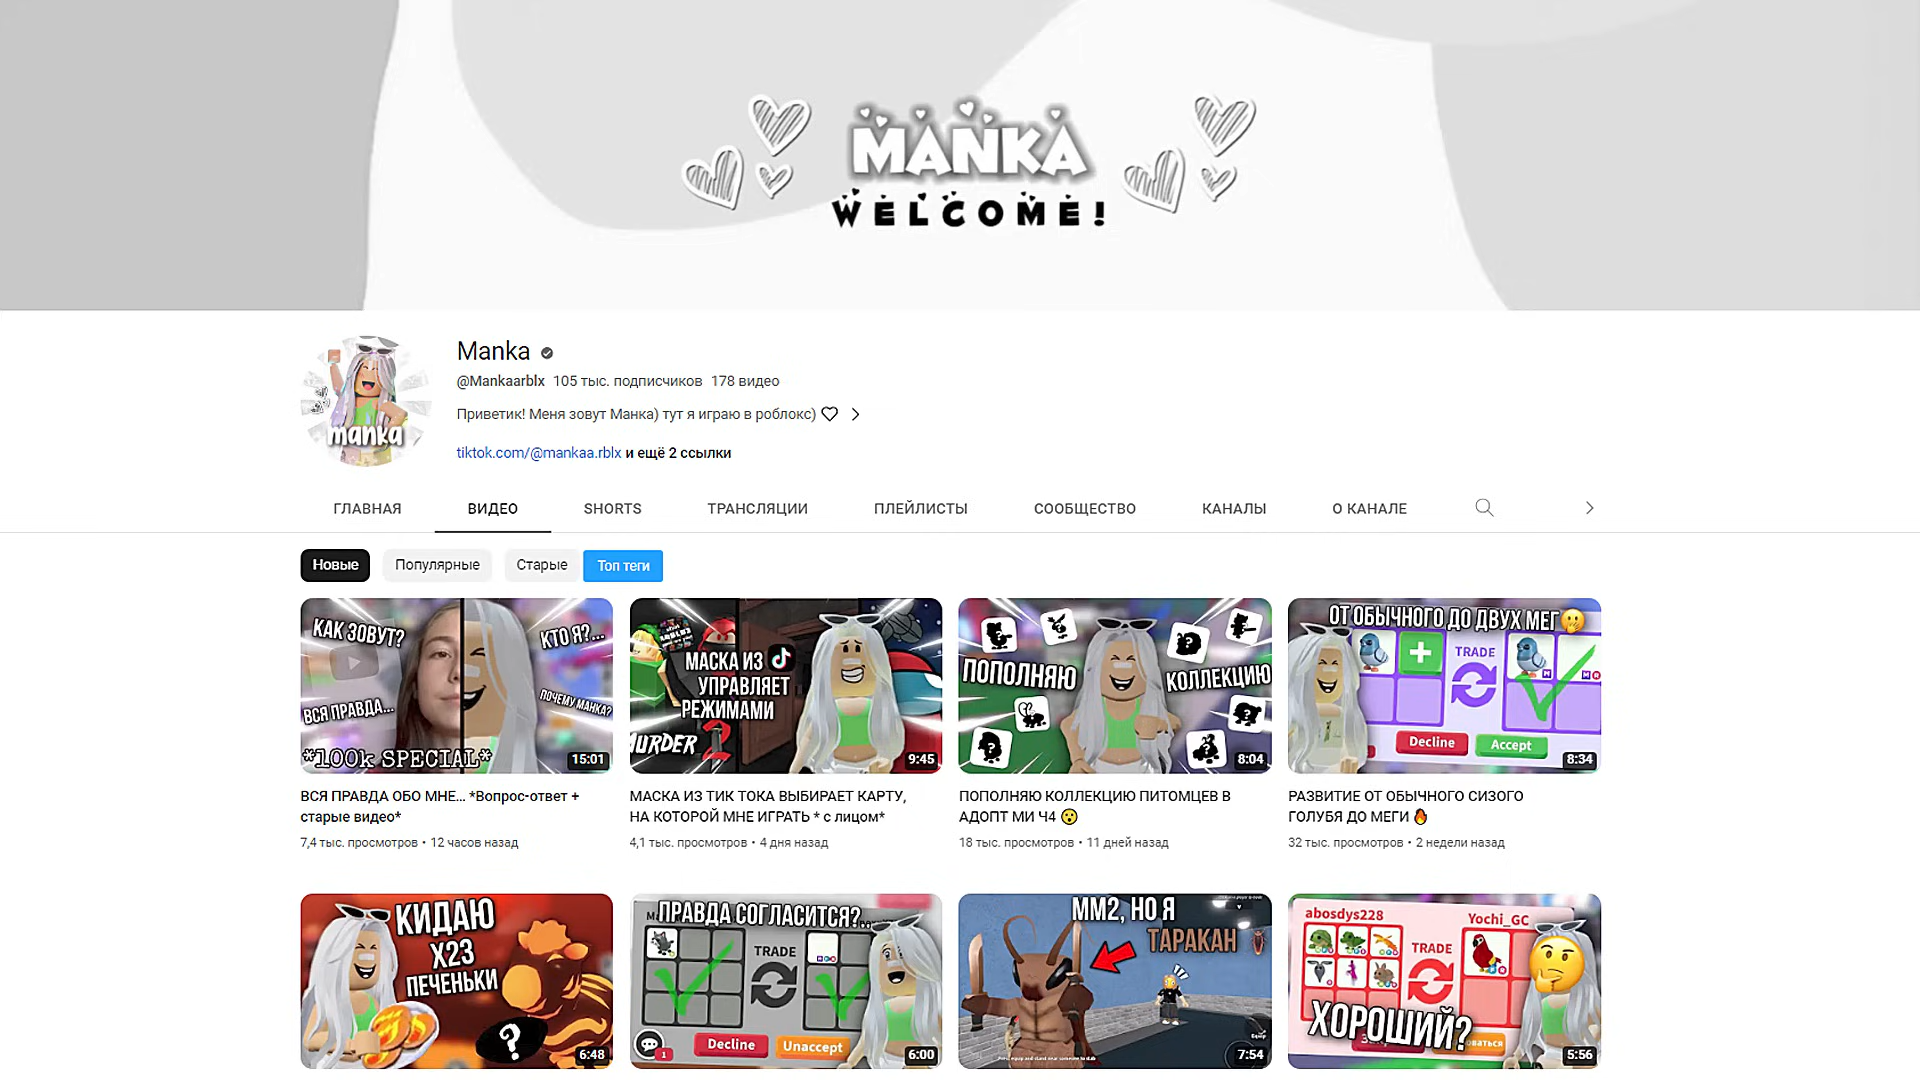 MANKA
WELCOME!
manka
Manka
@Mankaarblx 105 тыс. подписчиков 178 видео
Приветик! Меня зовут Манка) тут я играю в роблокс)
tiktok.com/@mankaa.rblx и ещё 2 ссылки
ГЛАВНАЯ ВИДЕО SHORTS ТРАНСЛЯЦИИ ПЛЕЙЛИСТЫ СООБЩЕСТВО КАНАЛЫ О КАНАЛЕ
Новые Популярные Старые Топ теги
КАК ЗОВУТ?
КТО Я?...
ВСЯ ПРАВДА...
ПОЧЕМУ МАНКА?
*100k SPECIAL*
15:01
МАСКА ИЗ
УПРАВЛЯЕТ
РЕЖИМАМИ
MURDER 2
9:45
ПОПОЛНЯЮ
КОЛЛЕКЦИЮ
8:04
ОТ ОБЫЧНОГО ДО ДВУХ МЕГ
TRADE
Decline
Accept
8:34
ВСЯ ПРАВДА ОБО МНЕ... *Вопрос-ответ +
старые видео*
7,4 тыс. просмотров • 12 часов назад
МАСКА ИЗ ТИК ТОКА ВЫБИРАЕТ КАРТУ,
НА КОТОРОЙ МНЕ ИГРАТЬ * с лицом*
4,1 тыс. просмотров • 4 дня назад
ПОПОЛНЯЮ КОЛЛЕКЦИЮ ПИТОМЦЕВ В
АДОПТ МИ Ч4 😮
18 тыс. просмотров • 11 дней назад
РАЗВИТИЕ ОТ ОБЫЧНОГО СИЗОГО
ГОЛУБЯ ДО МЕГИ 🔥
32 тыс. просмотров • 2 недели назад
КИДАЮ
Х23
ПЕЧЕНЬКИ
6:48
ПРАВДА СОГЛАСИТСЯ?..
TRADE
1
Decline
Unaccept
6:00
ММ2, НО Я
ТАРАКАН
7:54
abosdys228
Yochi_GC
TRADE
ХОРОШИЙ?
5:56